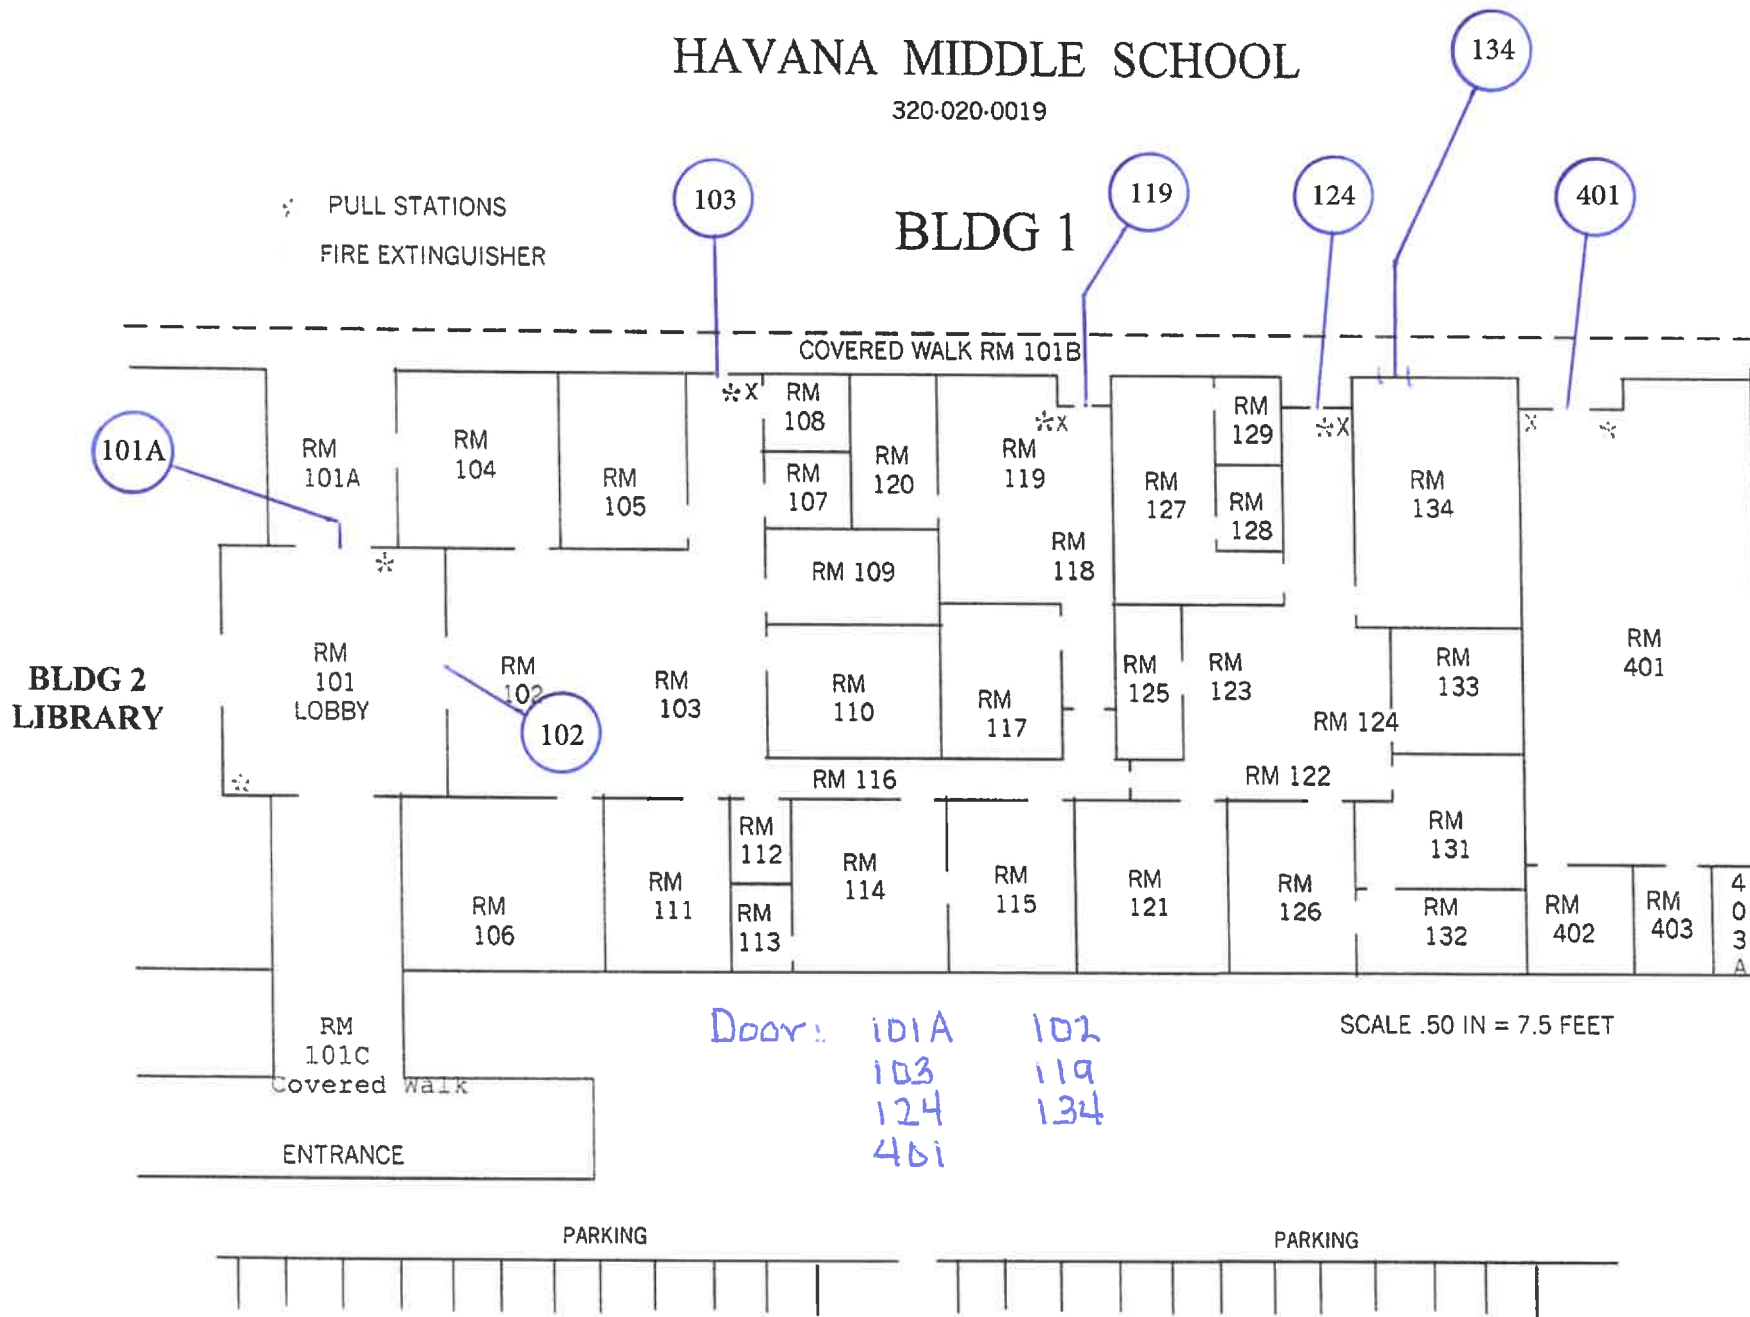 HAVANA MIDDLE SCHOOL
320-020-0019
134
103
119
124
401
PULL STATIONS
FIRE EXTINGUISHER
BLDG 1
COVERED WALK RM 101B
101A
RM
101A
RM
104
RM
105
X
RM
108
RM
107
RM
120
RM
119
X
RM
118
RM
127
RM
129
RM
128
X
RM
134
X
RM 109
BLDG 2
LIBRARY
RM
101
LOBBY
RM
102
102
RM
103
RM
110
RM
117
RM
125
RM
123
RM 124
RM
133
RM
401
RM 116
RM 122
RM
106
RM
111
RM
112
RM
113
RM
114
RM
115
RM
121
RM
126
RM
131
RM
132
RM
402
RM
403
4
0
3
A
RM
101C
Covered Walk
ENTRANCE
Door: 101A 102
103 119
124 134
401
SCALE .50 IN = 7.5 FEET
PARKING
PARKING